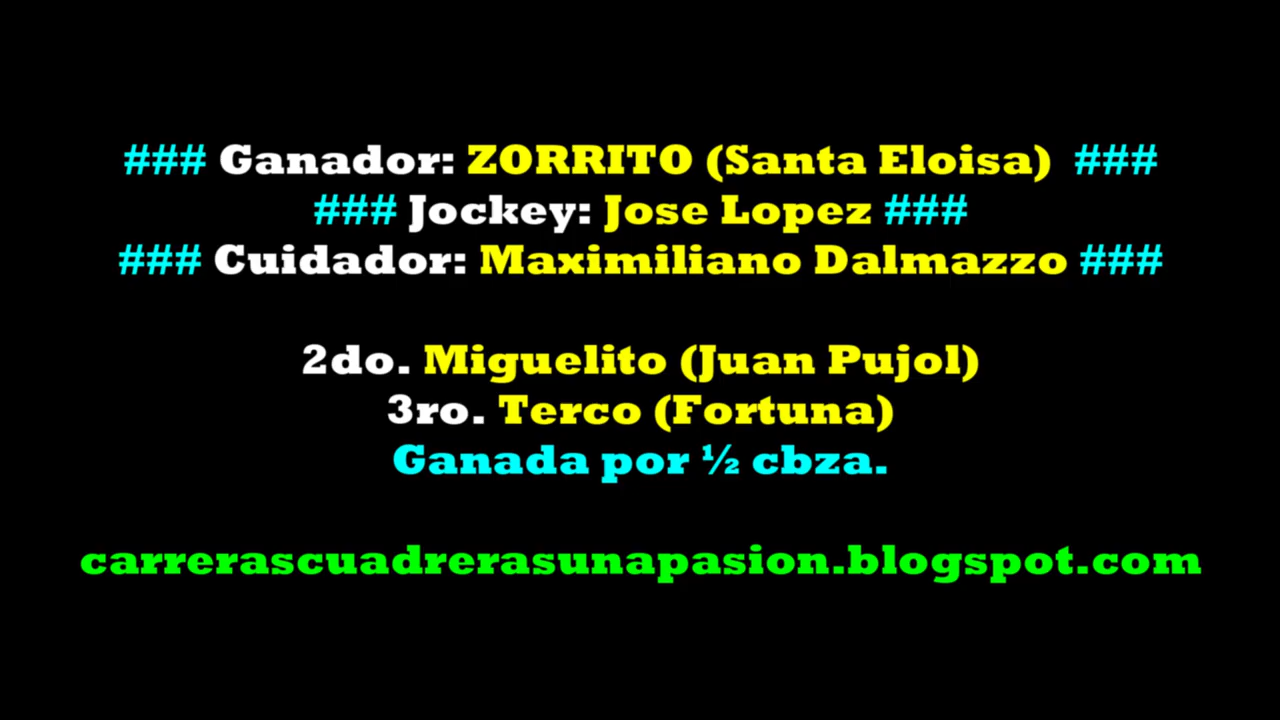 ### Ganador: ZORRITO (Santa Eloisa) ###
### Jockey: Jose Lopez ###
### Cuidador: Maximiliano Dalmazzo ###
2do. Miguelito (Juan Pujol)
3ro. Terco (Fortuna)
Ganada por ½ cbza.
carrerascuadrerasunapasion.blogspot.com